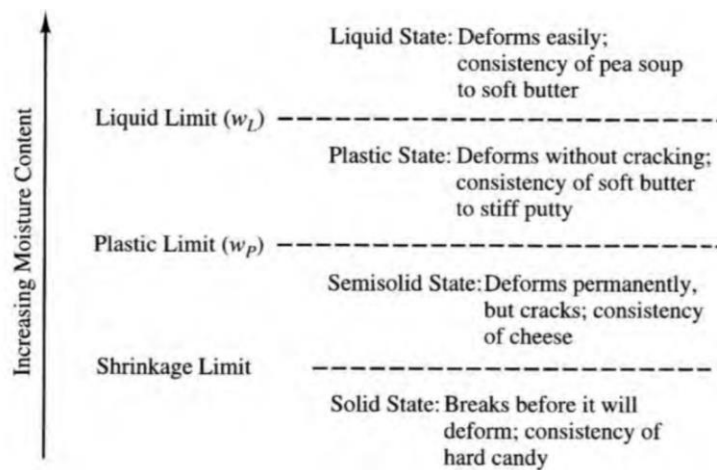 Increasing Moisture Content
Liquid State: Deforms easily;
consistency of pea soup
to soft butter
Liquid Limit (w_L)
Plastic State: Deforms without cracking;
consistency of soft butter
to stiff putty
Plastic Limit (w_P)
Semisolid State: Deforms permanently,
but cracks; consistency
of cheese
Shrinkage Limit
Solid State: Breaks before it will
deform; consistency of
hard candy